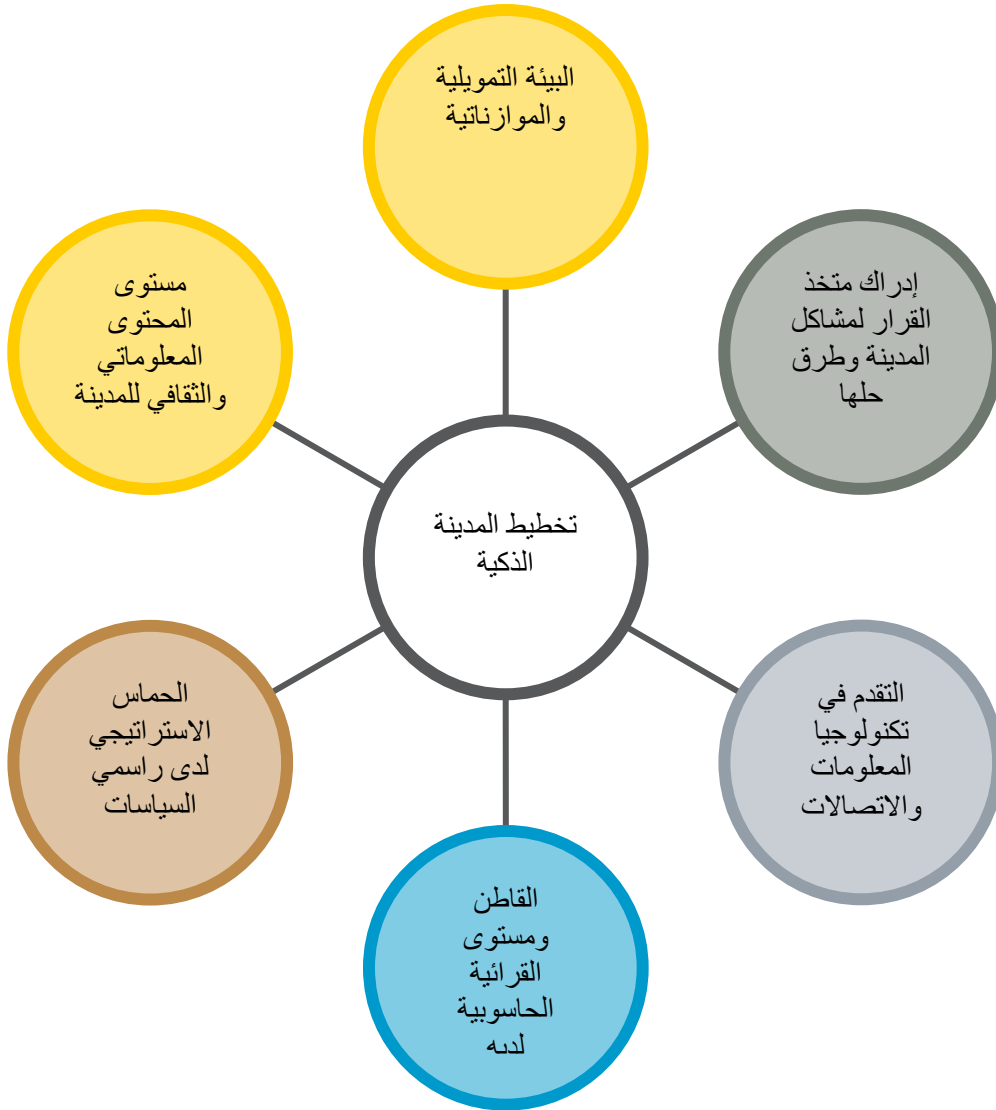 البيئة التمويلية
والموازناتية
إدراك متخذ
القرار لمشاكل
المدينة وطرق
حلها
مستوى
المحتوى
المعلوماتي
والثقافي للمدينة
تخطيط المدينة
الذكية
التقدم في
تكنولوجيا
المعلومات
والاتصالات
الحماس
الاستراتيجي
لدى راسمي
السياسات
القاطن
ومستوى
القرائية
الحاسوبية
لديه